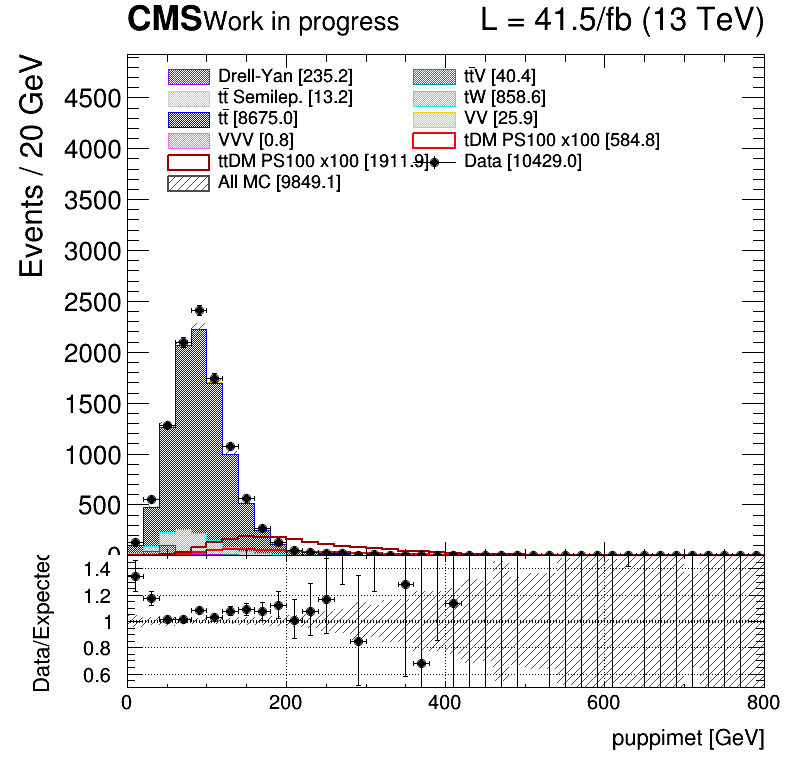 CMS Work in progress L = 41.5/fb (13 TeV)
Events / 20 GeV
Drell-Yan [235.2] tt̄V [40.4]
tt̄ Semilep. [13.2] tW [858.6]
tt̄ [8675.0] VV [25.9]
VVV [0.8] tDM PS100 x100 [584.8]
ttDM PS100 x100 [1911.9] Data [10429.0]
All MC [9849.1]
4500
4000
3500
3000
2500
2000
1500
1000
500
0
Data/Expected
1.4
1.2
1
0.8
0.6
0 200 400 600 800
puppimet [GeV]